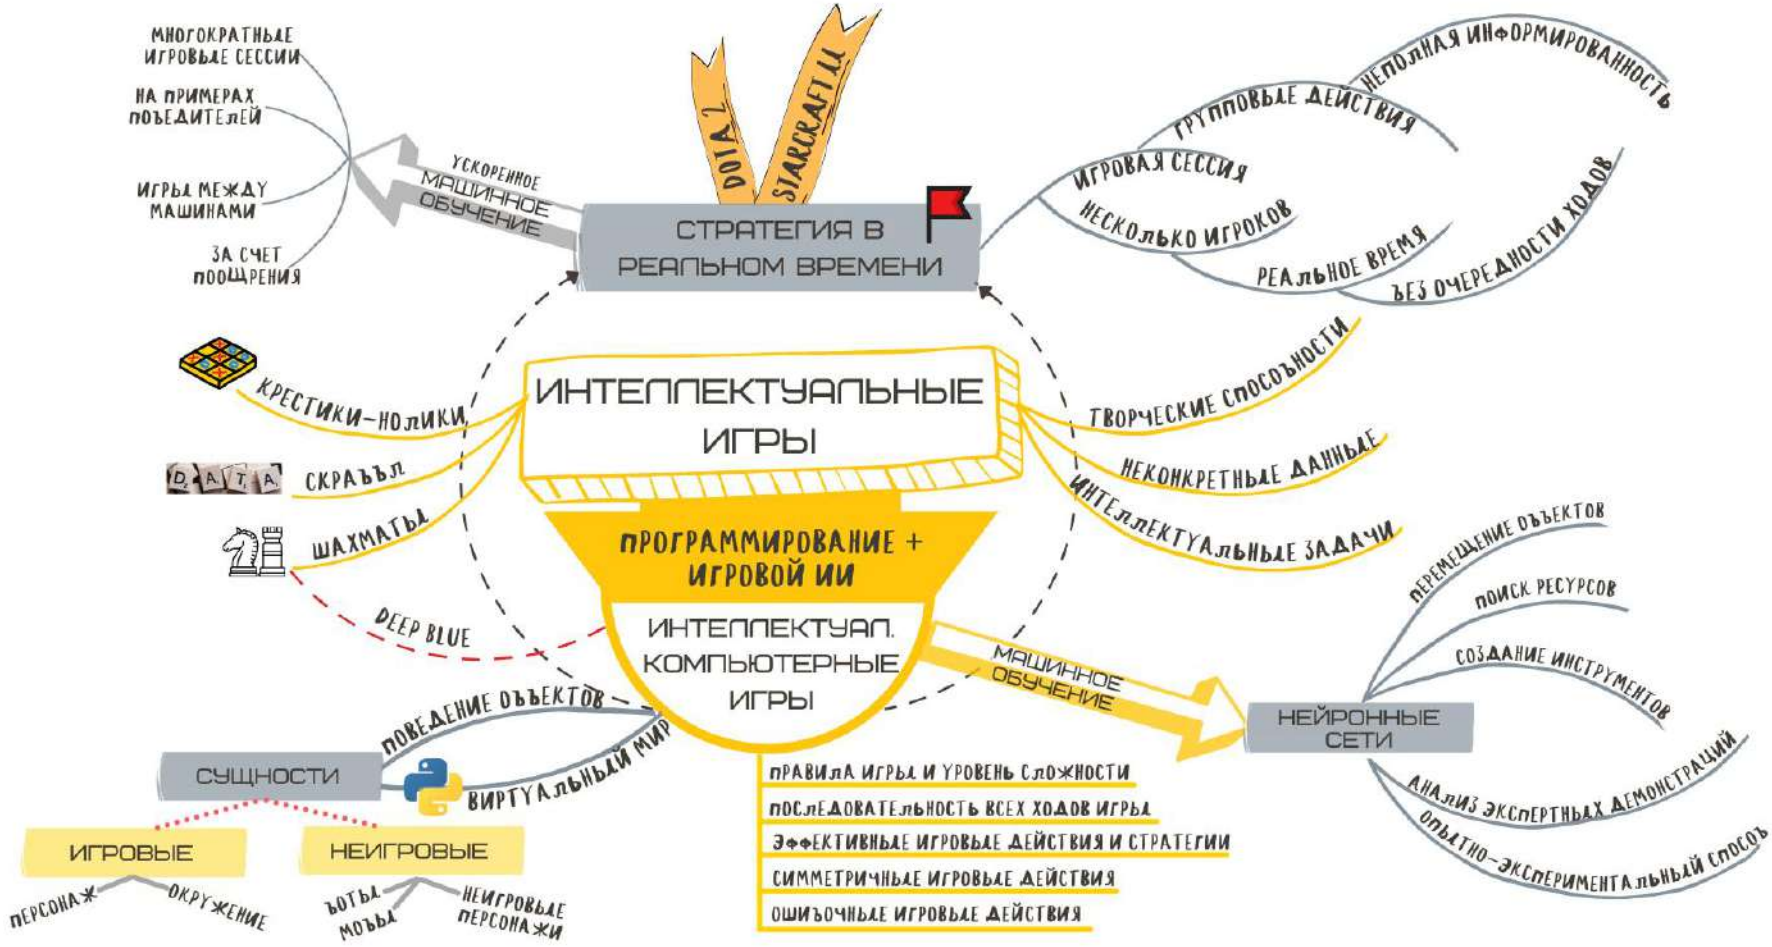 МНОГОКРАТНЫЕ
ИГРОВЫЕ СЕССИИ
НА ПРИМЕРАХ
ПОБЕДИТЕЛЕЙ
ИГРЫ МЕЖДУ
МАШИНАМИ
ЗА СЧЕТ
ПООЩРЕНИЯ
УСКОРЕННОЕ
МАШИННОЕ
ОБУЧЕНИЕ
DOTA 2
STARCRAFT II
СТРАТЕГИЯ В
РЕАЛЬНОМ ВРЕМЕНИ
НЕПОЛНАЯ ИНФОРМИРОВАННОСТЬ
ГРУППОВЫЕ ДЕЙСТВИЯ
ИГРОВАЯ СЕССИЯ
НЕСКОЛЬКО ИГРОКОВ
РЕАЛЬНОЕ ВРЕМЯ
БЕЗ ОЧЕРЕДНОСТИ ХОДОВ
ИНТЕЛЛЕКТУАЛЬНЫЕ
ИГРЫ
КРЕСТИКИ-НОЛИКИ
D A T A
СКРАББЛ
ШАХМАТЫ
DEEP BLUE
ТВОРЧЕСКИЕ СПОСОБНОСТИ
НЕКОНКРЕТНЫЕ ДАННЫЕ
ИНТЕЛЛЕКТУАЛЬНЫЕ ЗАДАЧИ
ПРОГРАММИРОВАНИЕ +
ИГРОВОЙ ИИ
ИНТЕЛЛЕКТУАЛ.
КОМПЬЮТЕРНЫЕ
ИГРЫ
МАШИННОЕ
ОБУЧЕНИЕ
НЕЙРОННЫЕ
СЕТИ
ПЕРЕМЕЩЕНИЕ ОБЪЕКТОВ
ПОИСК РЕСУРСОВ
СОЗДАНИЕ ИНСТРУМЕНТОВ
АНАЛИЗ ЭКСПЕРТНЫХ ДЕМОНСТРАЦИЙ
ОПЫТНО-ЭКСПЕРИМЕНТАЛЬНЫЙ СПОСОБ
ПОВЕДЕНИЕ ОБЪЕКТОВ
ВИРТУАЛЬНЫЙ МИР
СУЩНОСТИ
ИГРОВЫЕ
НЕИГРОВЫЕ
ПЕРСОНАЖ
ОКРУЖЕНИЕ
БОТЫ
МОБЫ
НЕИГРОВЫЕ
ПЕРСОНАЖИ
ПРАВИЛА ИГРЫ И УРОВЕНЬ СЛОЖНОСТИ
ПОСЛЕДОВАТЕЛЬНОСТЬ ВСЕХ ХОДОВ ИГРЫ
ЭФФЕКТИВНЫЕ ИГРОВЫЕ ДЕЙСТВИЯ И СТРАТЕГИИ
СИММЕТРИЧНЫЕ ИГРОВЫЕ ДЕЙСТВИЯ
ОШИБОЧНЫЕ ИГРОВЫЕ ДЕЙСТВИЯ